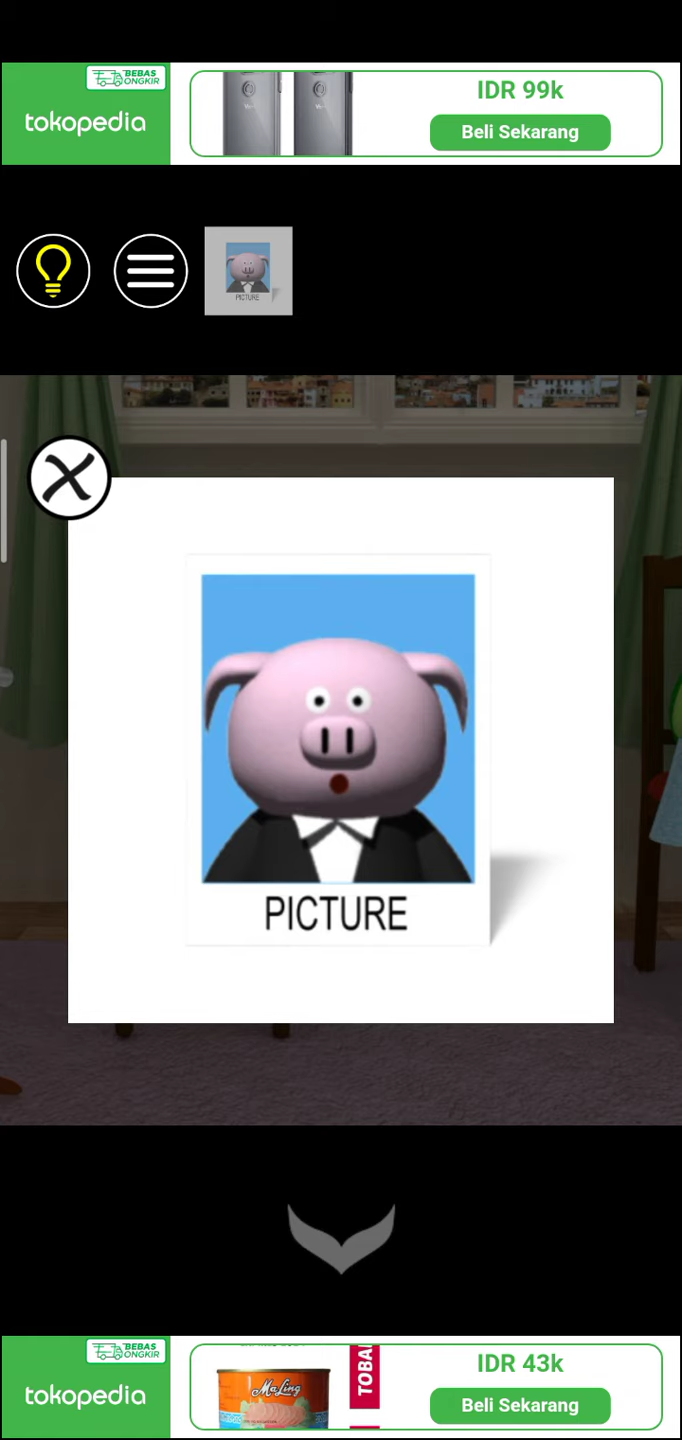 BEBAS
ONGKIR
tokopedia
IDR 99k
Beli Sekarang
PICTURE
PICTURE
BEBAS
ONGKIR
tokopedia
MaLing
TOBA
IDR 43k
Beli Sekarang